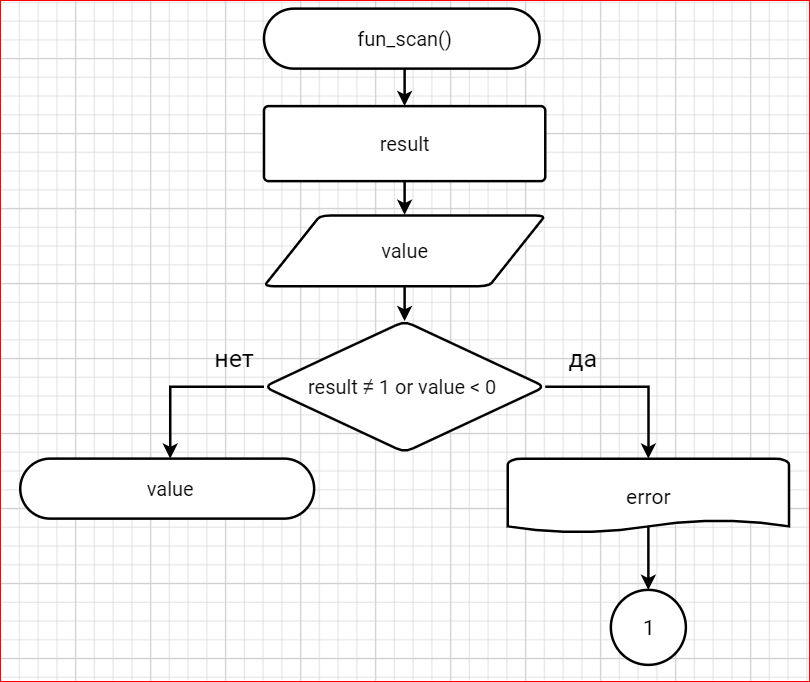 fun_scan()
result
value
нет
да
result ≠ 1 or value < 0
value
error
1